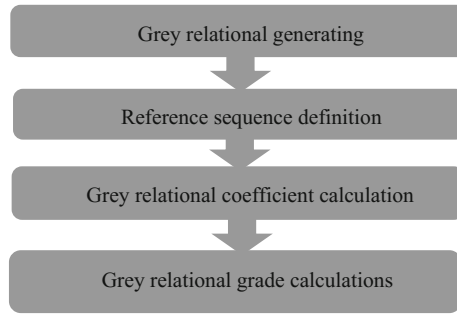 Grey relational generating
Reference sequence definition
Grey relational coefficient calculation
Grey relational grade calculations